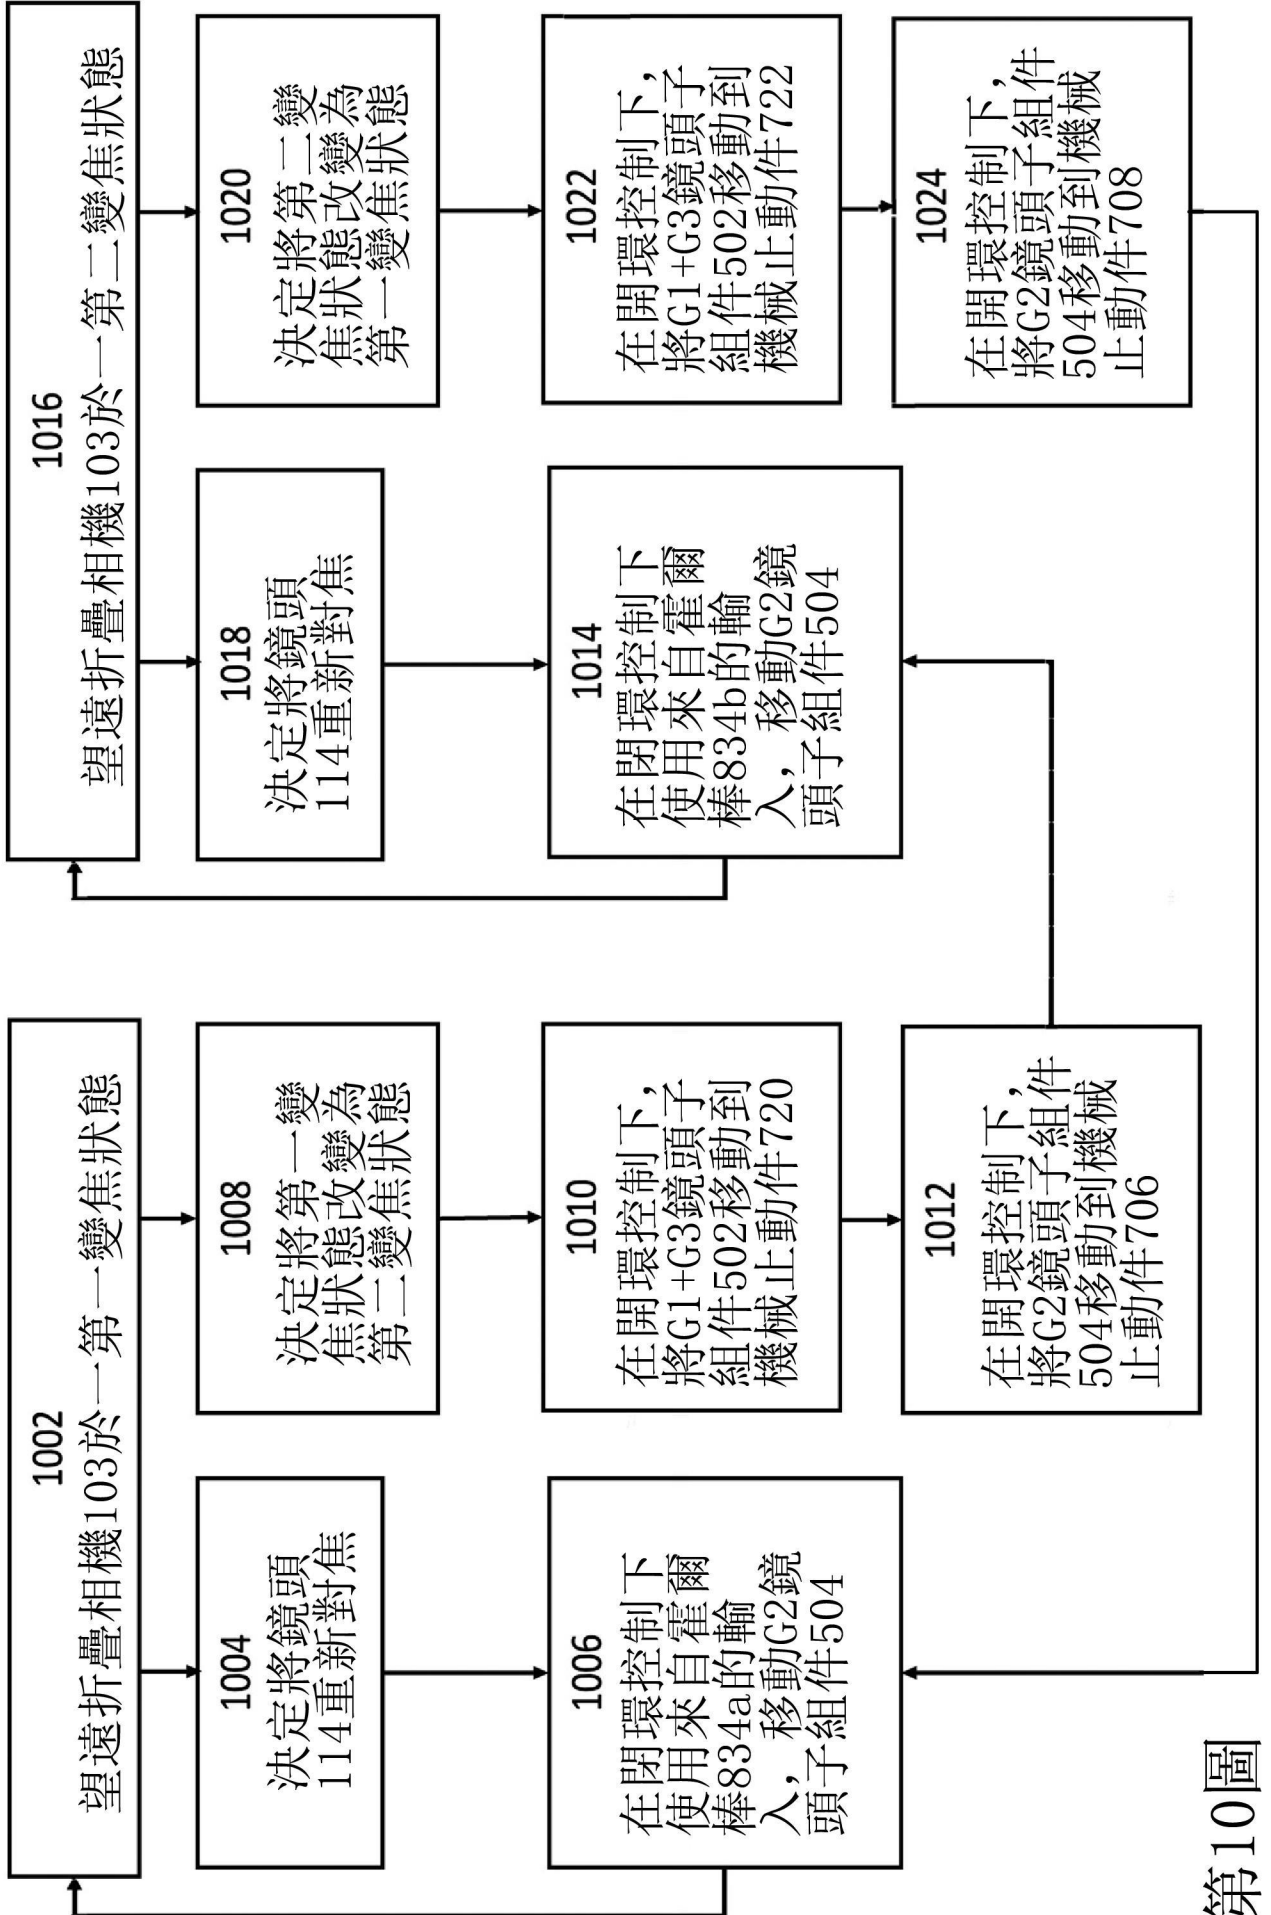 1002
望遠折疊相機103於一第一變焦狀態
1004
決定將鏡頭
114重新對焦
1006
在閉環控制下
使用來自霍爾
棒834a的輸
入，移動G2鏡
頭子組件504
1008
決定將第一變
焦狀態改變為
第二變焦狀態
1010
在開環控制下，
將G1+G3鏡頭子
組件502移動到
機械止動件720
1012
在開環控制下，
將G2鏡頭子組件
504移動到機械
止動件706
1016
望遠折疊相機103於一第二變焦狀態
1018
決定將鏡頭
114重新對焦
1014
在閉環控制下
使用來自霍爾
棒834b的輸
入，移動G2鏡
頭子組件504
1020
決定將第二變
焦狀態改變為
第一變焦狀態
1022
在開環控制下，
將G1+G3鏡頭子
組件502移動到
機械止動件722
1024
在開環控制下，
將G2鏡頭子組件
504移動到機械
止動件708
第10圖